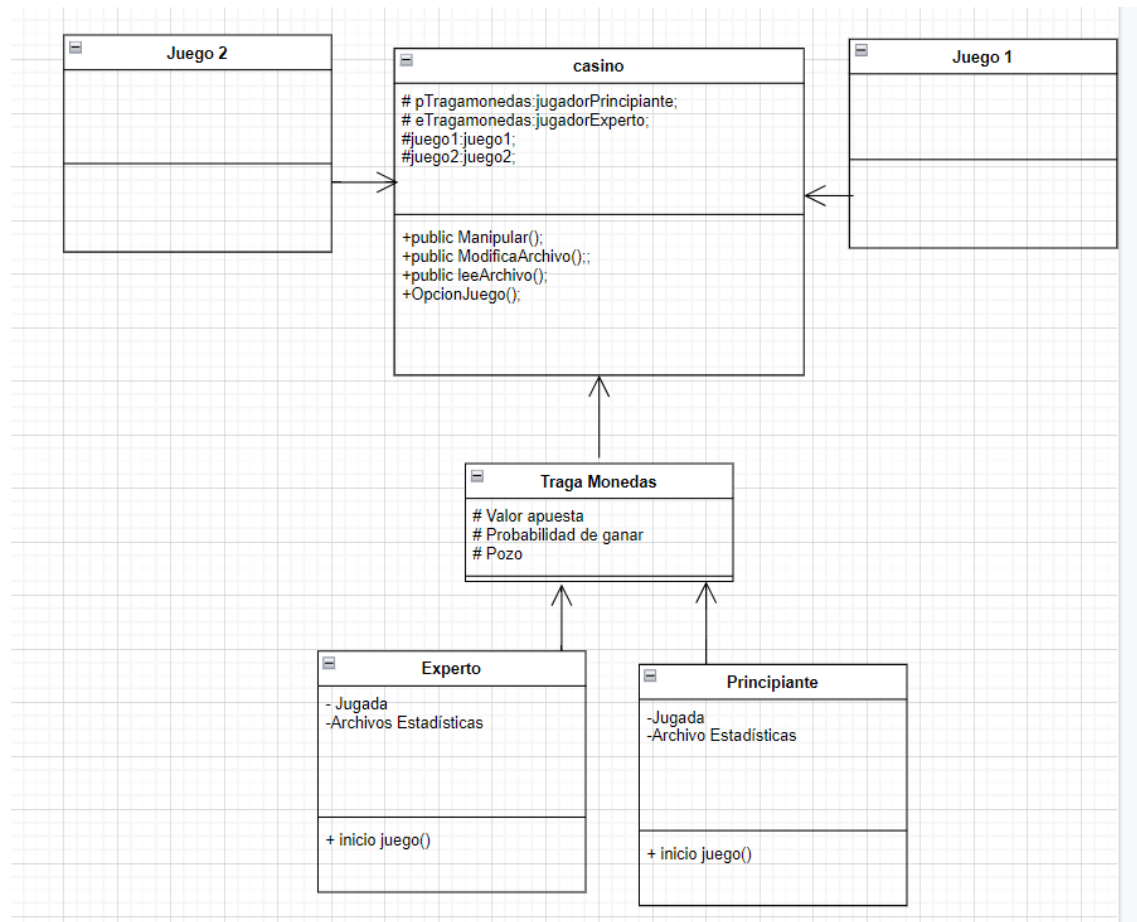 Juego 2
casino
# pTragamonedas:jugadorPrincipiante;
# eTragamonedas:jugadorExperto;
#juego1:juego1;
#juego2:juego2;
+public Manipular();
+public ModificaArchivo();;
+public leeArchivo();
+OpcionJuego();
Juego 1
Traga Monedas
# Valor apuesta
# Probabilidad de ganar
# Pozo
Experto
- Jugada
-Archivos Estadísticas
+ inicio juego()
Principiante
-Jugada
-Archivo Estadísticas
+ inicio juego()